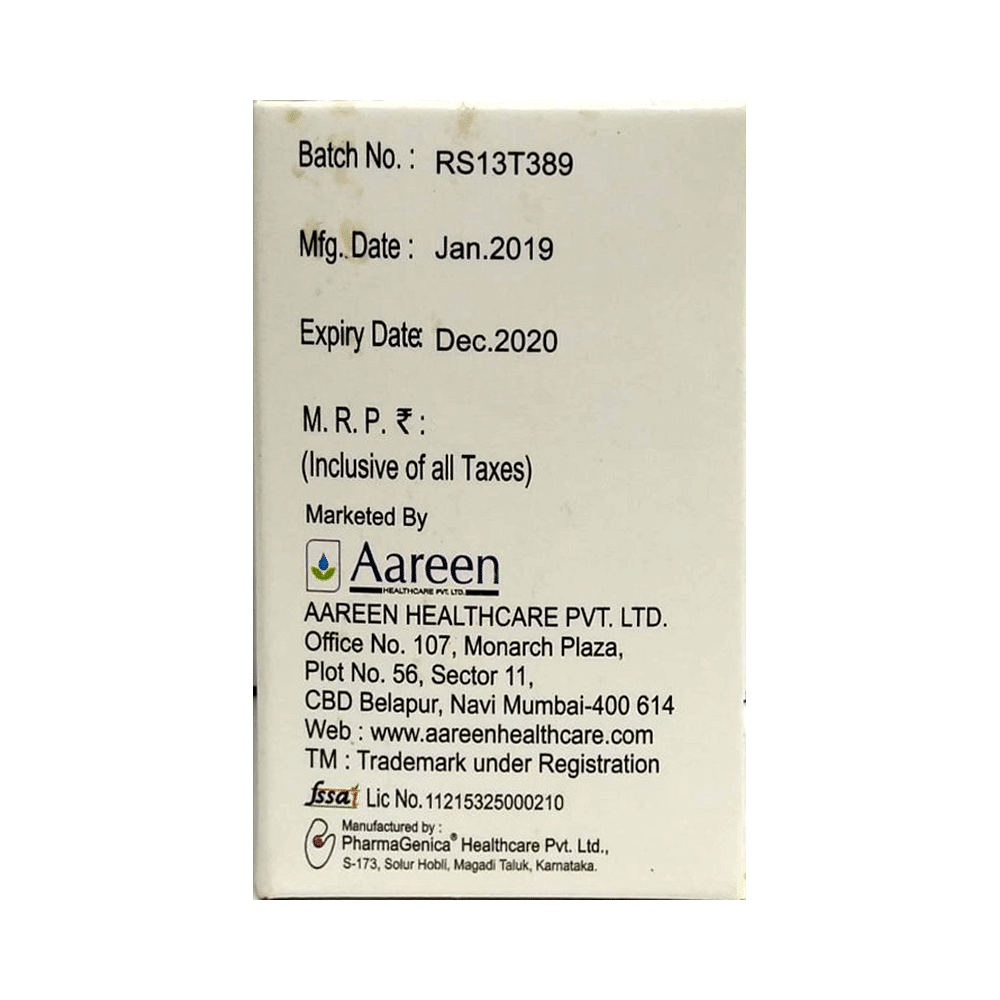 Batch No. : RS13T389
Mfg. Date : Jan.2019
Expiry Date: Dec.2020
M. R. P. ₹ :
(Inclusive of all Taxes)
Marketed By
Aareen
HEALTHCARE PVT. LTD.
AAREEN HEALTHCARE PVT. LTD.
Office No. 107, Monarch Plaza,
Plot No. 56, Sector 11,
CBD Belapur, Navi Mumbai-400 614
Web : www.aareenhealthcare.com
TM : Trademark under Registration
fssai Lic No. 11215325000210
Manufactured by :
PharmaGenica® Healthcare Pvt. Ltd.,
S-173, Solur Hobli, Magadi Taluk, Karnataka.